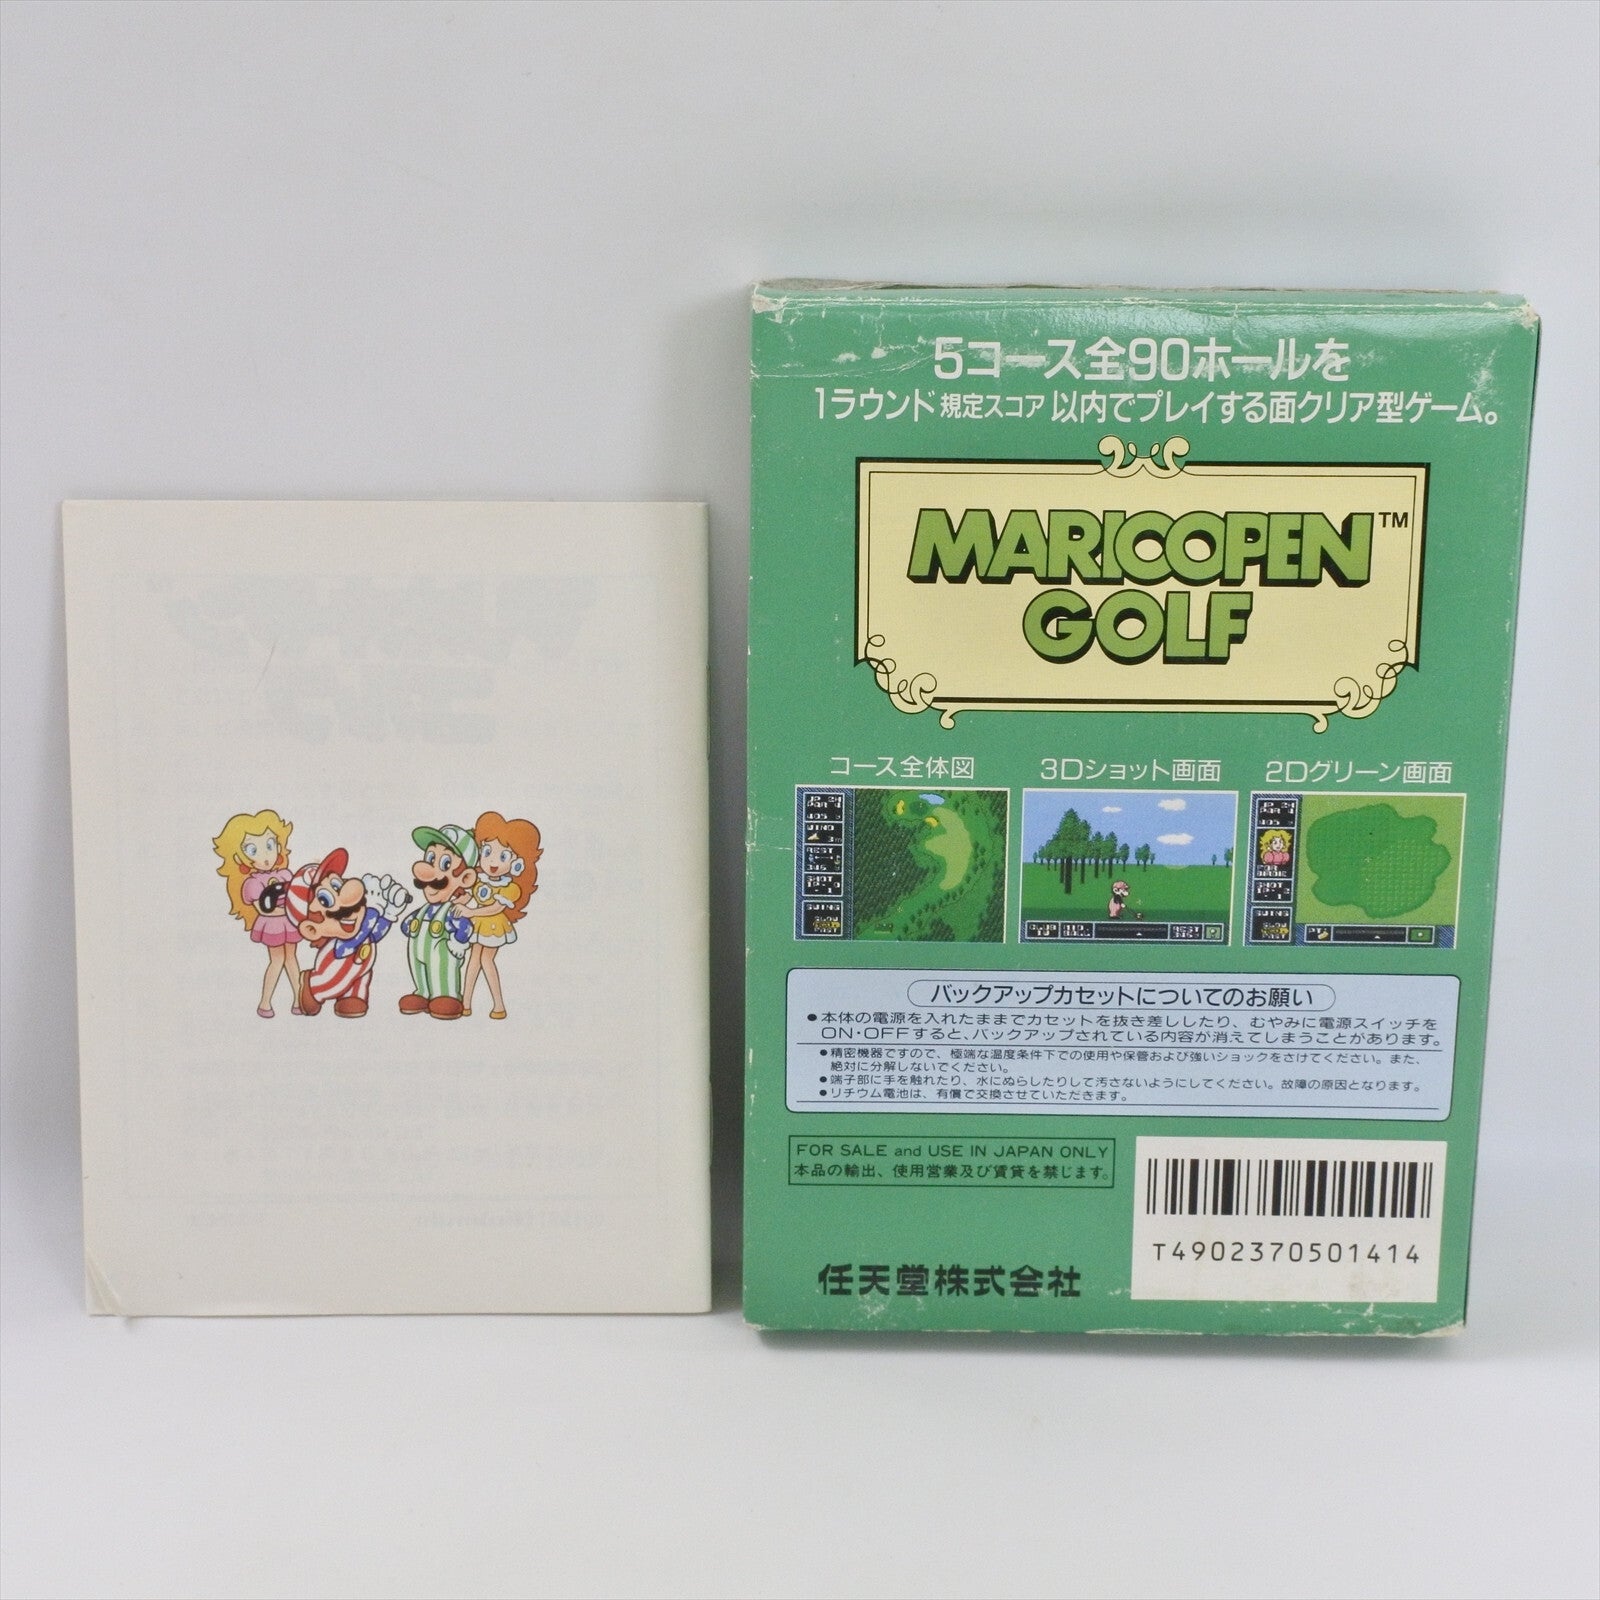 5コース全90ホールを
1ラウンド規定スコア以内でプレイする面クリア型ゲーム。
MARIOOPEN™
GOLF
コース全体図
3Dショット画面
2Dグリーン画面
バックアップカセットについてのお願い
●本体の電源を入れたままでカセットを抜き差ししたり、むやみに電源スイッチを
ON・OFFすると、バックアップされている内容が消えてしまうことがあります。
●精密機器ですので、極端な温度条件下での使用や保管および強いショックをさけてください。また、
絶対に分解しないでください。
●端子部に手を触れたり、水にぬらしたりして汚さないようにしてください。故障の原因となります。
●リチウム電池は、有償で交換させていただきます。
FOR SALE and USE IN JAPAN ONLY
本品の輸出、使用営業及び賃貸を禁じます。
T4902370501414
任天堂株式会社